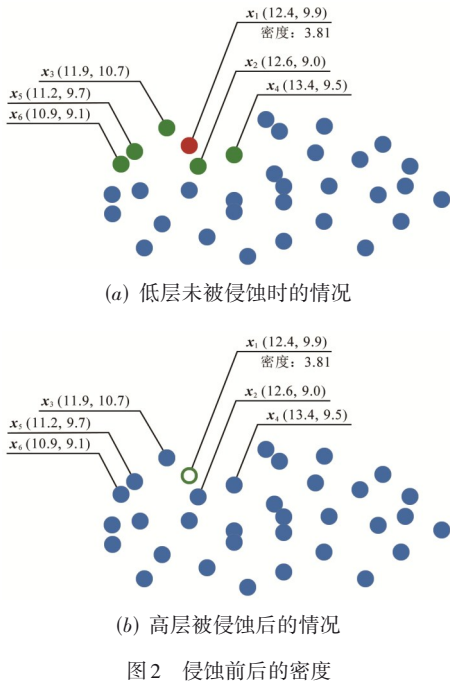 x₁ (12.4, 9.9)
密度：3.81
x₃ (11.9, 10.7)
x₂ (12.6, 9.0)
x₅ (11.2, 9.7)
x₄ (13.4, 9.5)
x₆ (10.9, 9.1)
(a) 低层未被侵蚀时的情况
x₁ (12.4, 9.9)
密度：3.81
x₃ (11.9, 10.7)
x₂ (12.6, 9.0)
x₅ (11.2, 9.7)
x₄ (13.4, 9.5)
x₆ (10.9, 9.1)
(b) 高层被侵蚀后的情况
图2 侵蚀前后的密度